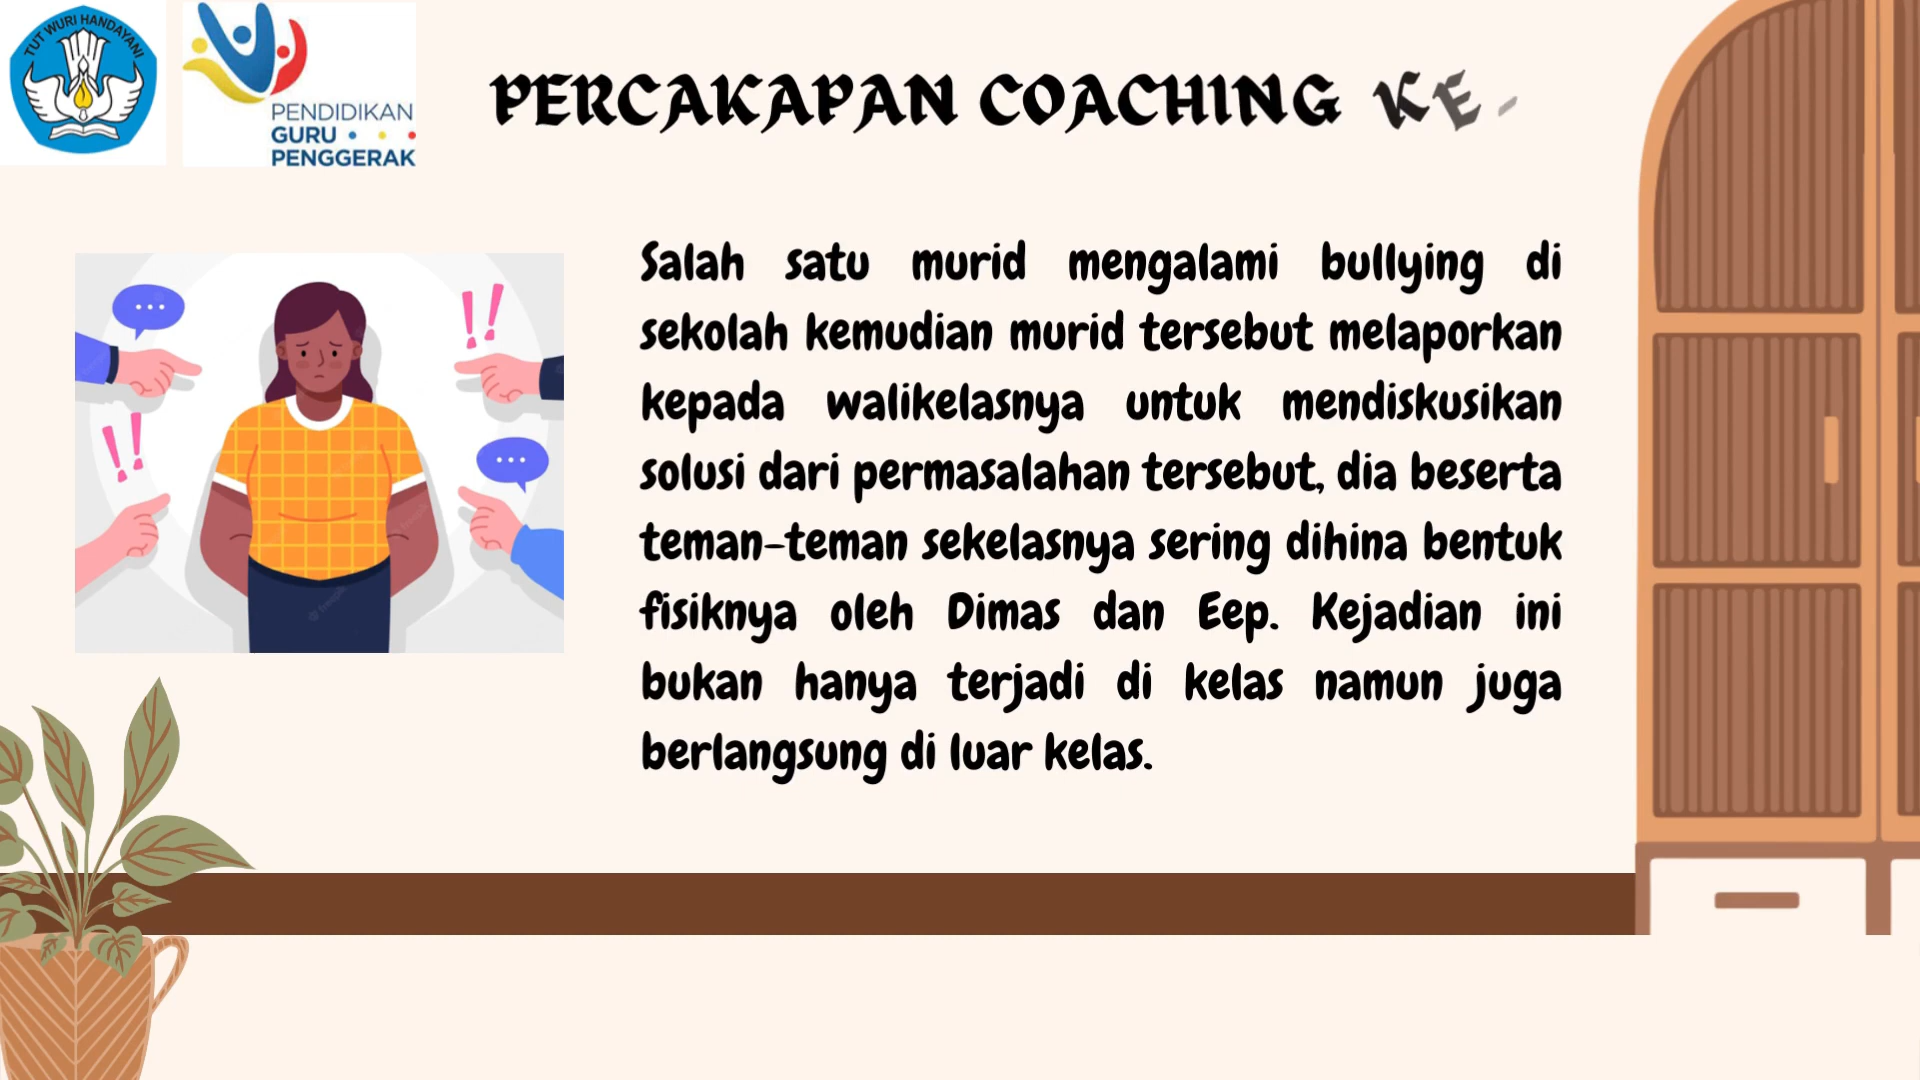 TUT WURI HANDAYANI
PENDIDIKAN
GURU
PENGGERAK
PERCAKAPAN COACHING KE-
Salah satu murid mengalami bullying di
sekolah kemudian murid tersebut melaporkan
kepada walikelasnya untuk mendiskusikan
solusi dari permasalahan tersebut, dia beserta
teman-teman sekelasnya sering dihina bentuk
fisiknya oleh Dimas dan Eep. Kejadian ini
bukan hanya terjadi di kelas namun juga
berlangsung di luar kelas.